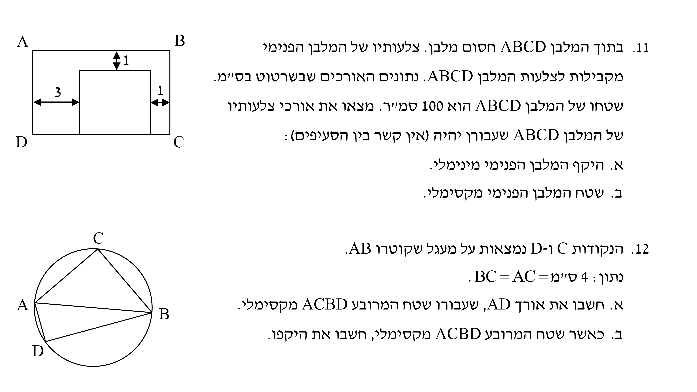 11. בתוך המלבן ABCD חסום מלבן. צלעותיו של המלבן הפנימי
מקבילות לצלעות המלבן ABCD. נתונים האורכים שבשרטוט בס״מ.
שטחו של המלבן ABCD הוא 100 סמ״ר. מצאו את אורכי צלעותיו
של המלבן ABCD שעבורן יהיה (אין קשר בין הסעיפים):
א. היקף המלבן הפנימי מינימלי.
ב. שטח המלבן הפנימי מקסימלי.
A
B
1
3
1
D
C
12. הנקודות C ו-D נמצאות על מעגל שקוטרו AB.
נתון: 4 ס״מ = BC = AC.
א. חשבו את אורך AD, שעבורו שטח המרובע ACBD מקסימלי.
ב. כאשר שטח המרובע ACBD מקסימלי, חשבו את היקפו.
C
A
B
D